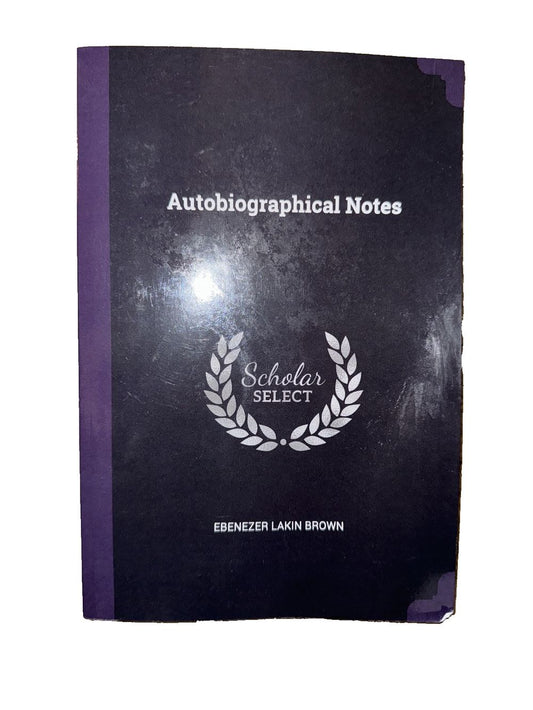 Autobiographical Notes
Scholar
SELECT
EBENEZER LAKIN BROWN